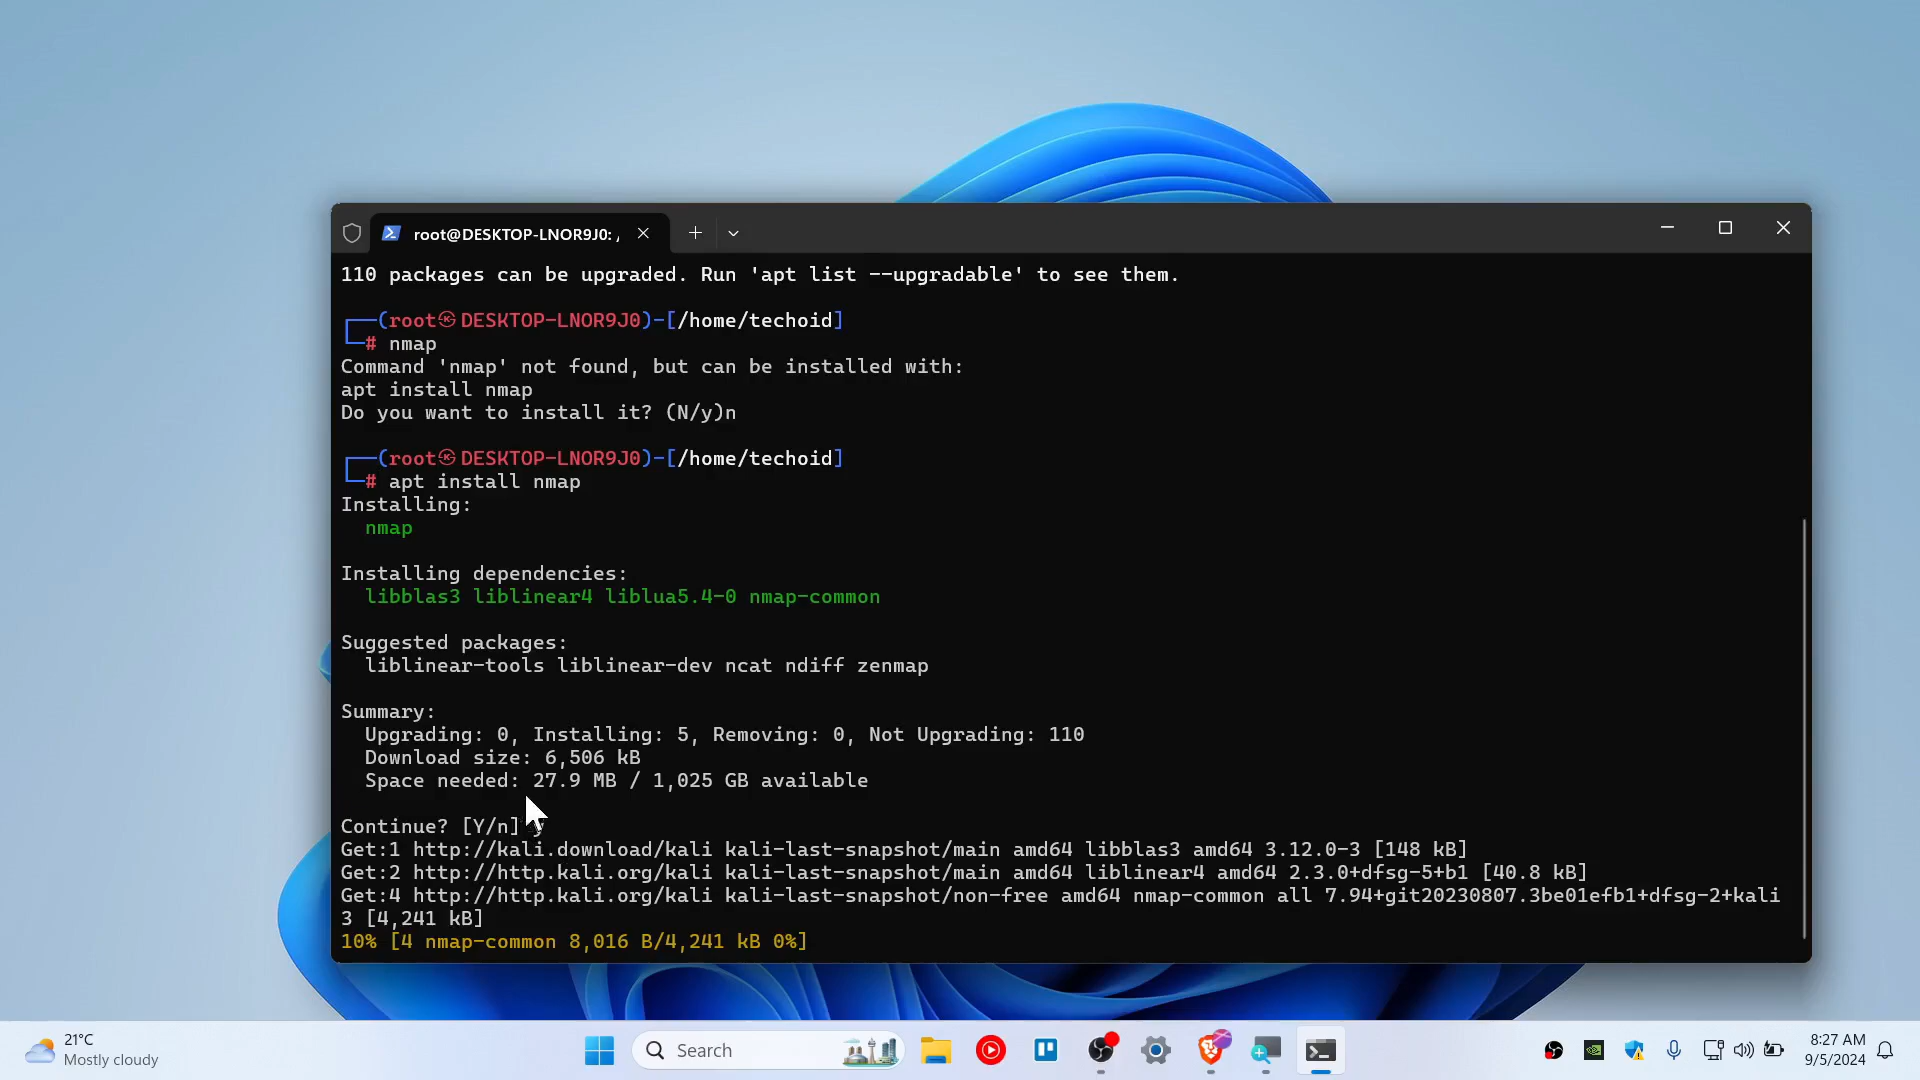 root@DESKTOP-LNOR9J0: /
110 packages can be upgraded. Run 'apt list --upgradable' to see them.
┌──(root㉿DESKTOP-LNOR9J0)-[/home/techoid]
└─# nmap
Command 'nmap' not found, but can be installed with:
apt install nmap
Do you want to install it? (N/y)n
┌──(root㉿DESKTOP-LNOR9J0)-[/home/techoid]
└─# apt install nmap
Installing:
nmap
Installing dependencies:
libblas3 liblinear4 liblua5.4-0 nmap-common
Suggested packages:
liblinear-tools liblinear-dev ncat ndiff zenmap
Summary:
Upgrading: 0, Installing: 5, Removing: 0, Not Upgrading: 110
Download size: 6,506 kB
Space needed: 27.9 MB / 1,025 GB available
Continue? [Y/n] y
Get:1 http://kali.download/kali kali-last-snapshot/main amd64 libblas3 amd64 3.12.0-3 [148 kB]
Get:2 http://http.kali.org/kali kali-last-snapshot/main amd64 liblinear4 amd64 2.3.0+dfsg-5+b1 [40.8 kB]
Get:4 http://http.kali.org/kali kali-last-snapshot/non-free amd64 nmap-common all 7.94+git20230807.3be01efb1+dfsg-2+kali
3 [4,241 kB]
10% [4 nmap-common 8,016 B/4,241 kB 0%]
21°C
Mostly cloudy
Search
8:27 AM
9/5/2024